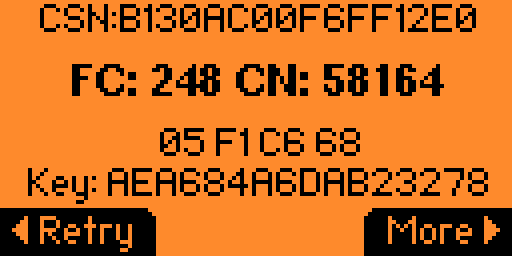 CSN:B130AC00F6FF12E0
FC: 248 CN: 58164
05 F1 C6 68
Key: AEA684A6DAB23278
Retry
More